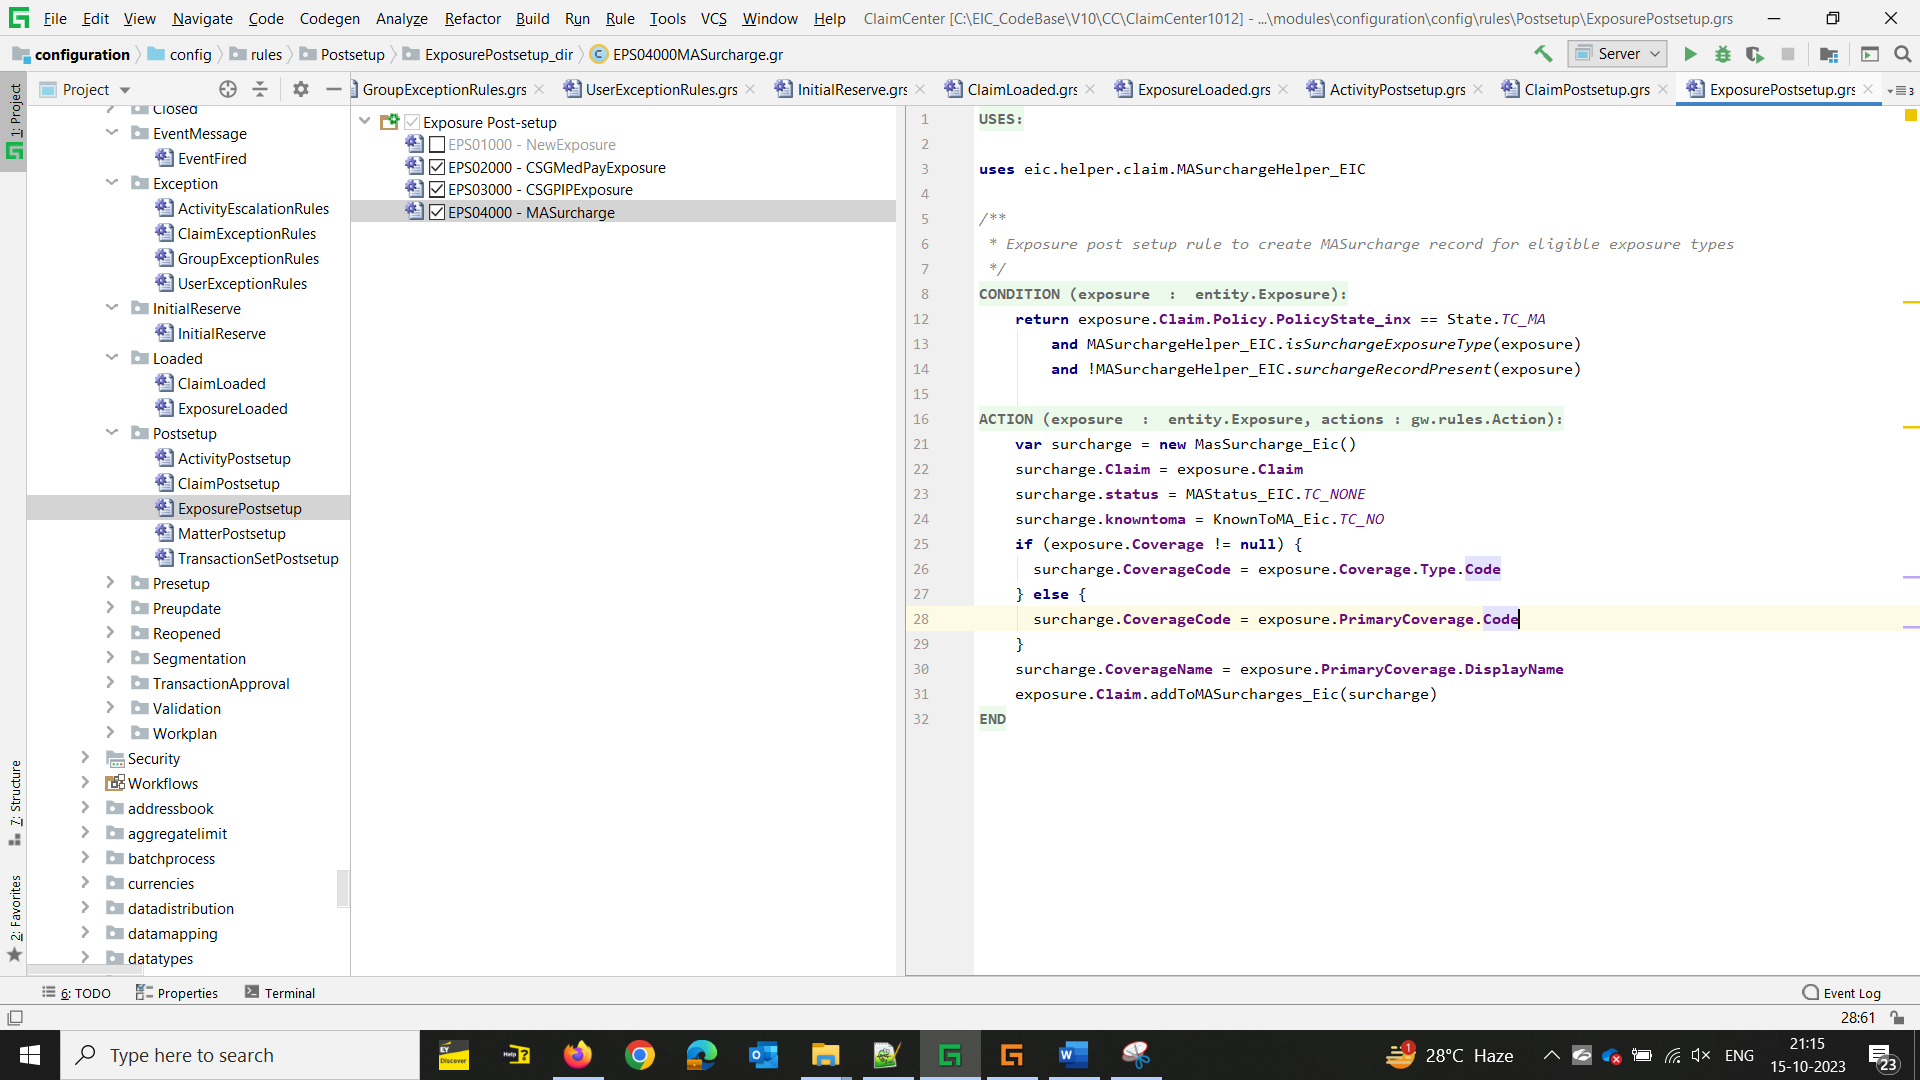 File Edit View Navigate Code Codegen Analyze Refactor Build Run Rule Tools VCS Window Help ClaimCenter [C:\EIC_CodeBase\V10\CC\ClaimCenter1012] - ...\modules\configuration\config\rules\Postsetup\ExposurePostsetup.grs
configuration config rules Postsetup ExposurePostsetup_dir EPS04000MASurcharge.gr Server
Project GroupExceptionRules.grs UserExceptionRules.grs InitialReserve.grs ClaimLoaded.grs ExposureLoaded.grs ActivityPostsetup.grs ClaimPostsetup.grs ExposurePostsetup.grs 3
1: Project
7: Structure
2: Favorites
Closed
EventMessage
EventFired
Exception
ActivityEscalationRules
ClaimExceptionRules
GroupExceptionRules
UserExceptionRules
InitialReserve
InitialReserve
Loaded
ClaimLoaded
ExposureLoaded
Postsetup
ActivityPostsetup
ClaimPostsetup
ExposurePostsetup
MatterPostsetup
TransactionSetPostsetup
Presetup
Preupdate
Reopened
Segmentation
TransactionApproval
Validation
Workplan
Security
Workflows
addressbook
aggregatelimit
batchprocess
currencies
datadistribution
datamapping
datatypes
Exposure Post-setup
EPS01000 - NewExposure
EPS02000 - CSGMedPayExposure
EPS03000 - CSGPIPExposure
EPS04000 - MASurcharge
1 USES:
2
3 uses eic.helper.claim.MASurchargeHelper_EIC
4
5 /**
6 * Exposure post setup rule to create MASurcharge record for eligible exposure types
7 */
8 CONDITION (exposure : entity.Exposure):
12 return exposure.Claim.Policy.PolicyState_inx == State.TC_MA
13 and MASurchargeHelper_EIC.isSurchargeExposureType(exposure)
14 and !MASurchargeHelper_EIC.surchargeRecordPresent(exposure)
15
16 ACTION (exposure : entity.Exposure, actions : gw.rules.Action):
21 var surcharge = new MasSurcharge_Eic()
22 surcharge.Claim = exposure.Claim
23 surcharge.status = MAStatus_EIC.TC_NONE
24 surcharge.knowntoma = KnownToMA_Eic.TC_NO
25 if (exposure.Coverage != null) {
26 surcharge.CoverageCode = exposure.Coverage.Type.Code
27 } else {
28 surcharge.CoverageCode = exposure.PrimaryCoverage.Code
29 }
30 surcharge.CoverageName = exposure.PrimaryCoverage.DisplayName
31 exposure.Claim.addToMASurcharges_Eic(surcharge)
32 END
6: TODO Properties Terminal Event Log
28:61
Type here to search EY Discover Help ? 28°C Haze ENG 21:15
15-10-2023 23